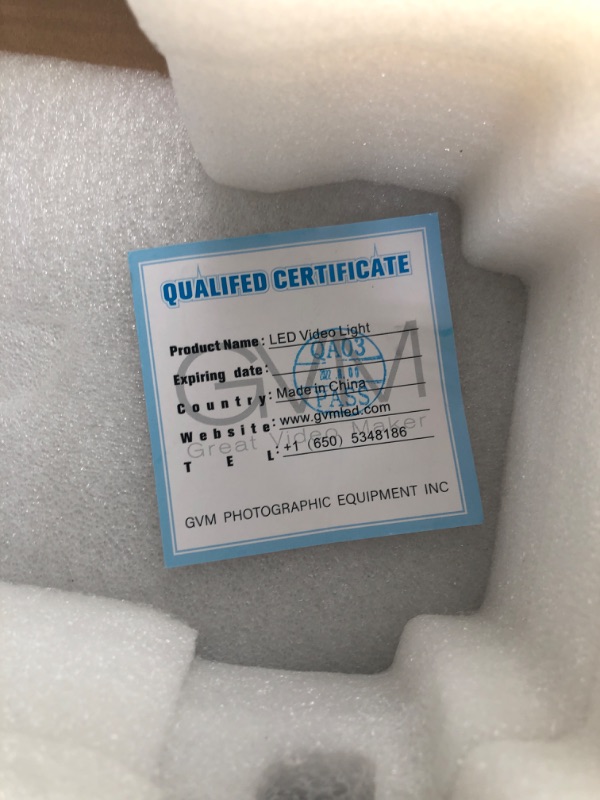 QUALIFED CERTIFICATE
Product Name: LED Video Light
Expiring date:
Country: Made in China
Website: www.gvmled.com
TEL: +1 (650) 5348186
GVM PHOTOGRAPHIC EQUIPMENT INC
GVM
Great Video Maker
QA03
PASS